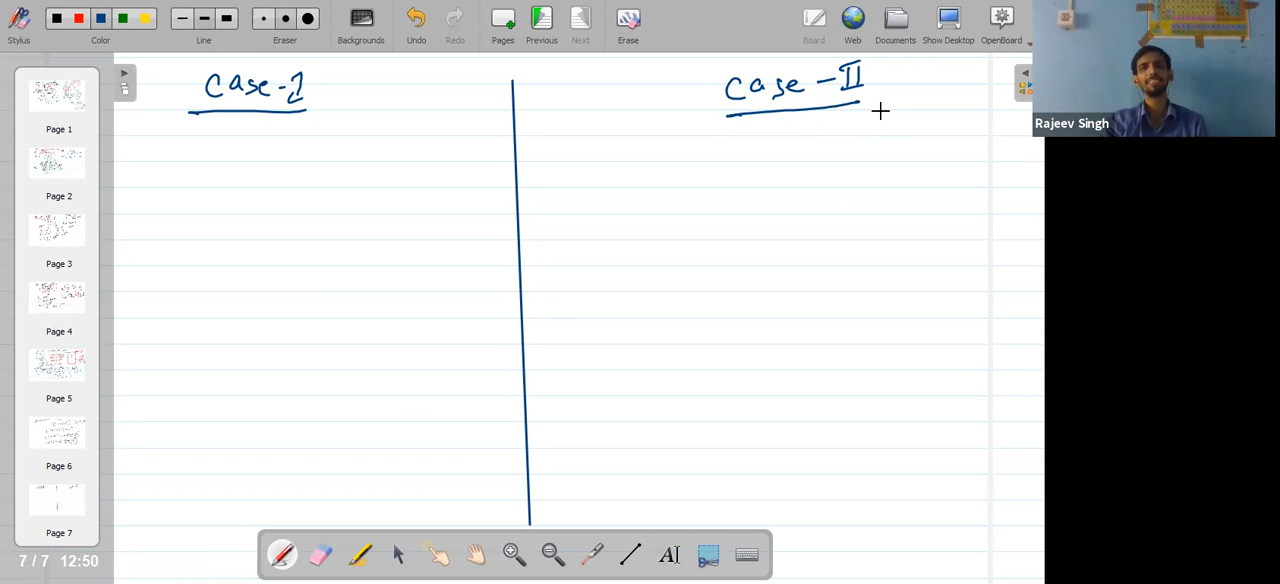 Stylus
Color
Line
Eraser
Backgrounds
Undo
Redo
Pages
Previous
Next
Erase
Board
Web
Documents
Show Desktop
OpenBoard
Rajeev Singh
Case-I
Case-II
Page 1
Page 2
Page 3
Page 4
Page 5
Page 6
Page 7
7 / 7 12:50
AI